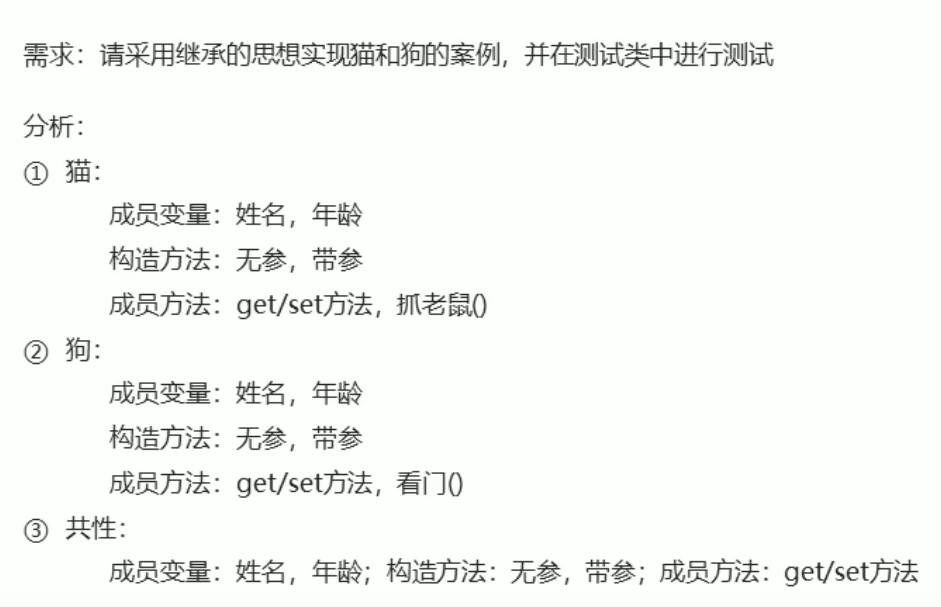 需求：请采用继承的思想实现猫和狗的案例，并在测试类中进行测试
分析：
① 猫：
成员变量：姓名，年龄
构造方法：无参，带参
成员方法：get/set方法，抓老鼠()
② 狗：
成员变量：姓名，年龄
构造方法：无参，带参
成员方法：get/set方法，看门()
③ 共性：
成员变量：姓名，年龄；构造方法：无参，带参；成员方法：get/set方法